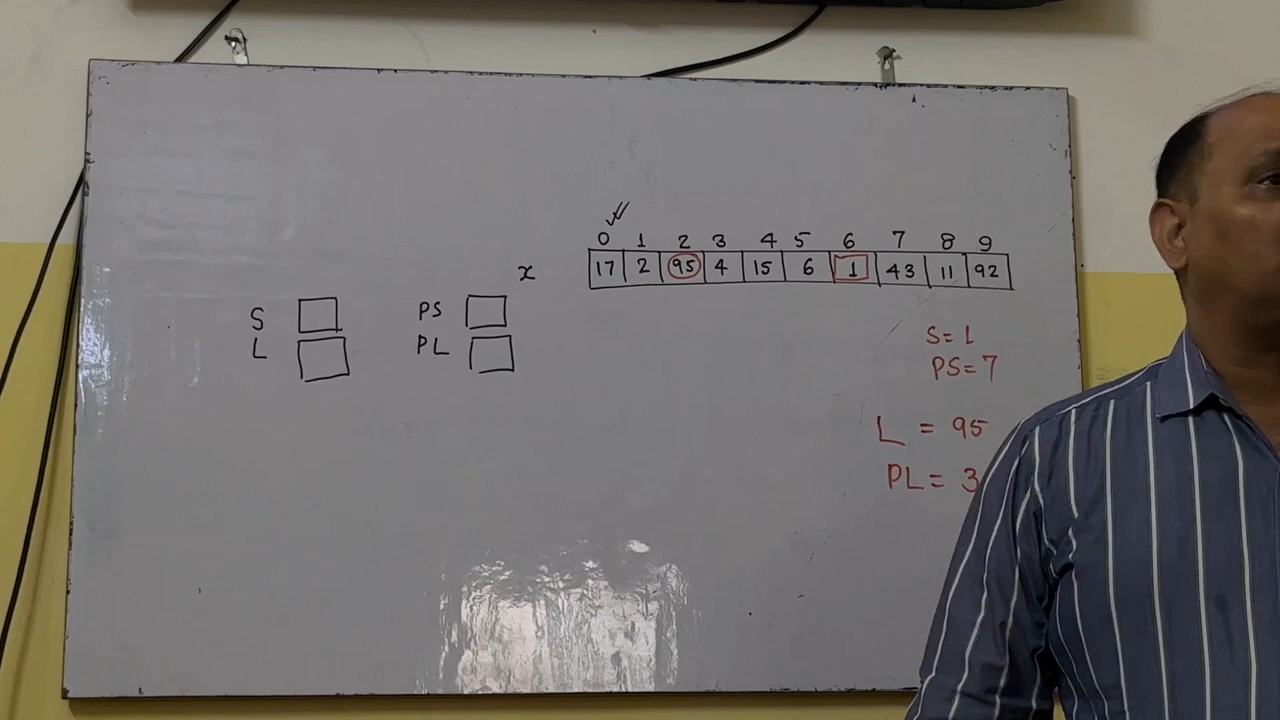 0 1 2 3 4 5 6 7 8 9
x 17 2 95 4 15 6 1 43 11 92
S PS
L PL
S = 1
PS = 7
L = 95
PL = 3